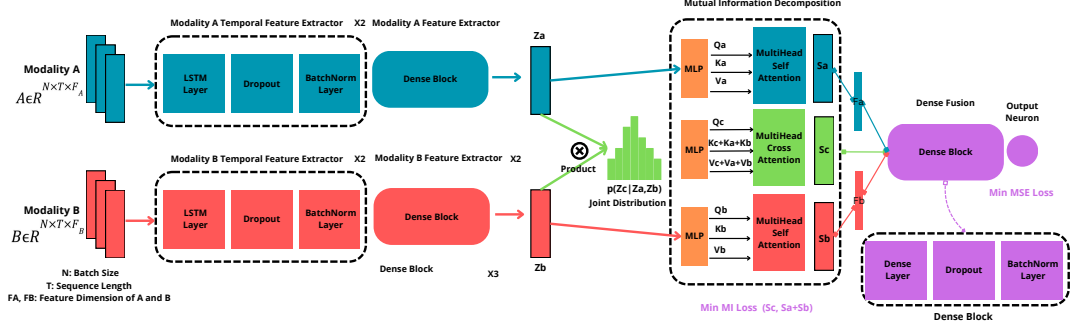 Mutual Information Decomposition
Modality A Temporal Feature Extractor X2 Modality A Feature Extractor
Modality A
AϵR^{N×T×F_A}
LSTM
Layer
Dropout
BatchNorm
Layer
Dense Block
Za
MLP
Qa
Ka
Va
MultiHead
Self
Attention
Sa
Fa
Product
p(Zc|Za,Zb)
Joint Distribution
MLP
Qc
Kc+Ka+Kb
Vc+Va+Vb
MultiHead
Cross
Attention
Sc
Dense Fusion
Dense Block
Output
Neuron
Min MSE Loss
Modality B Temporal Feature Extractor X2 Modality B Feature Extractor X2
Modality B
BϵR^{N×T×F_B}
LSTM
Layer
Dropout
BatchNorm
Layer
Dense Block
Dense Block X3
Zb
MLP
Qb
Kb
Vb
MultiHead
Self
Attention
Sb
Fb
Dense
Layer
Dropout
BatchNorm
Layer
Dense Block
Min MI Loss (Sc, Sa+Sb)
N: Batch Size
T: Sequence Length
FA, FB: Feature Dimension of A and B